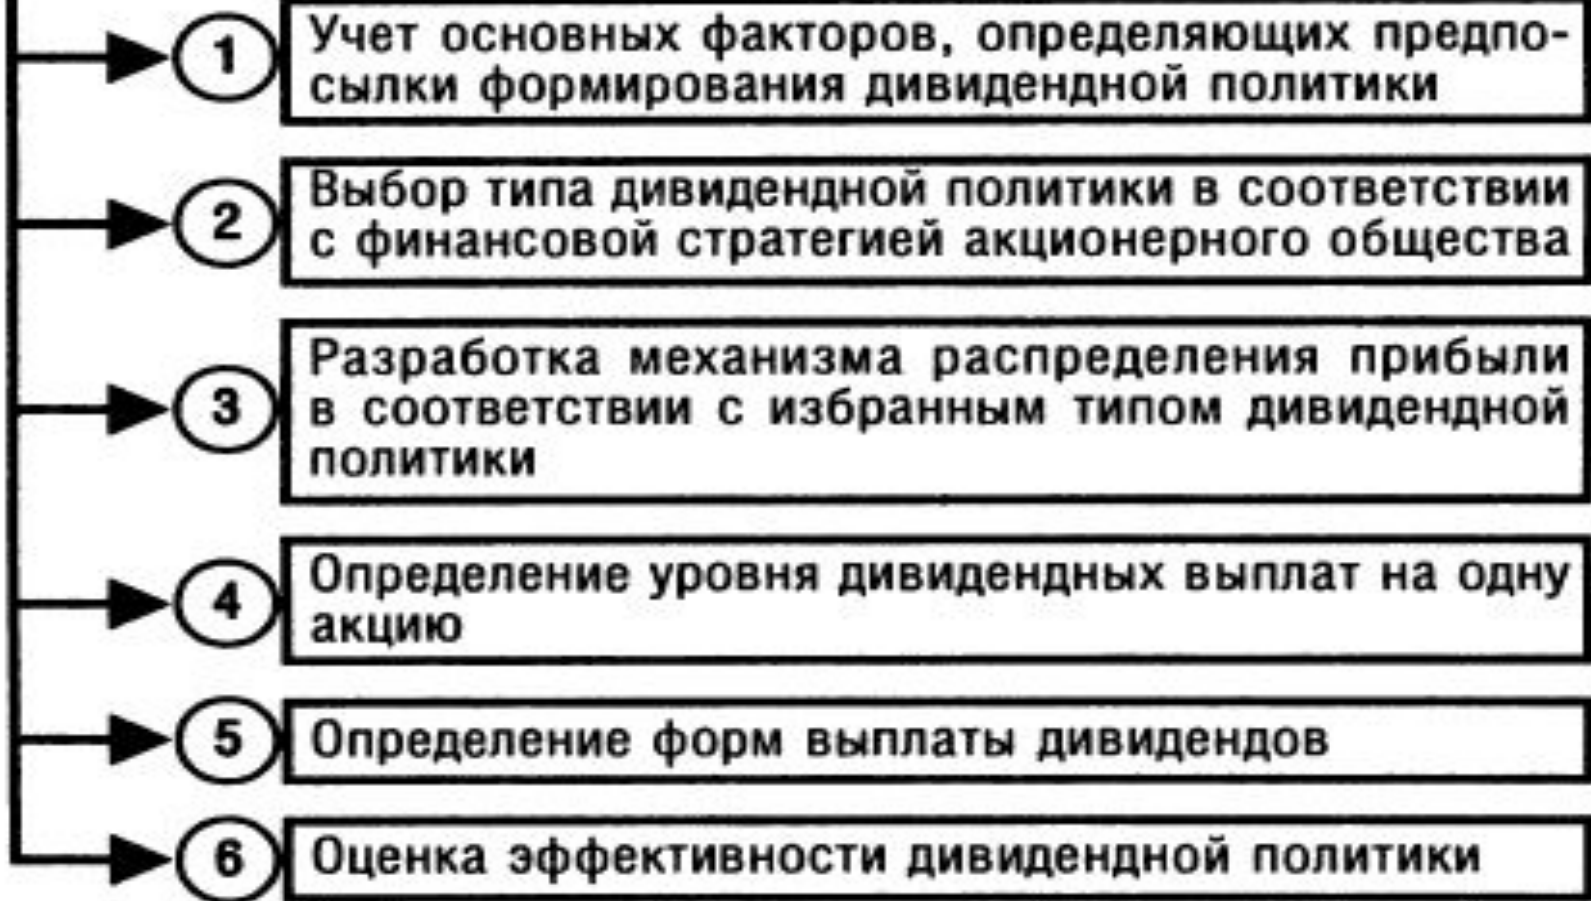 1
Учет основных факторов, определяющих предпо-
сылки формирования дивидендной политики
2
Выбор типа дивидендной политики в соответствии
с финансовой стратегией акционерного общества
3
Разработка механизма распределения прибыли
в соответствии с избранным типом дивидендной
политики
4
Определение уровня дивидендных выплат на одну
акцию
5
Определение форм выплаты дивидендов
6
Оценка эффективности дивидендной политики